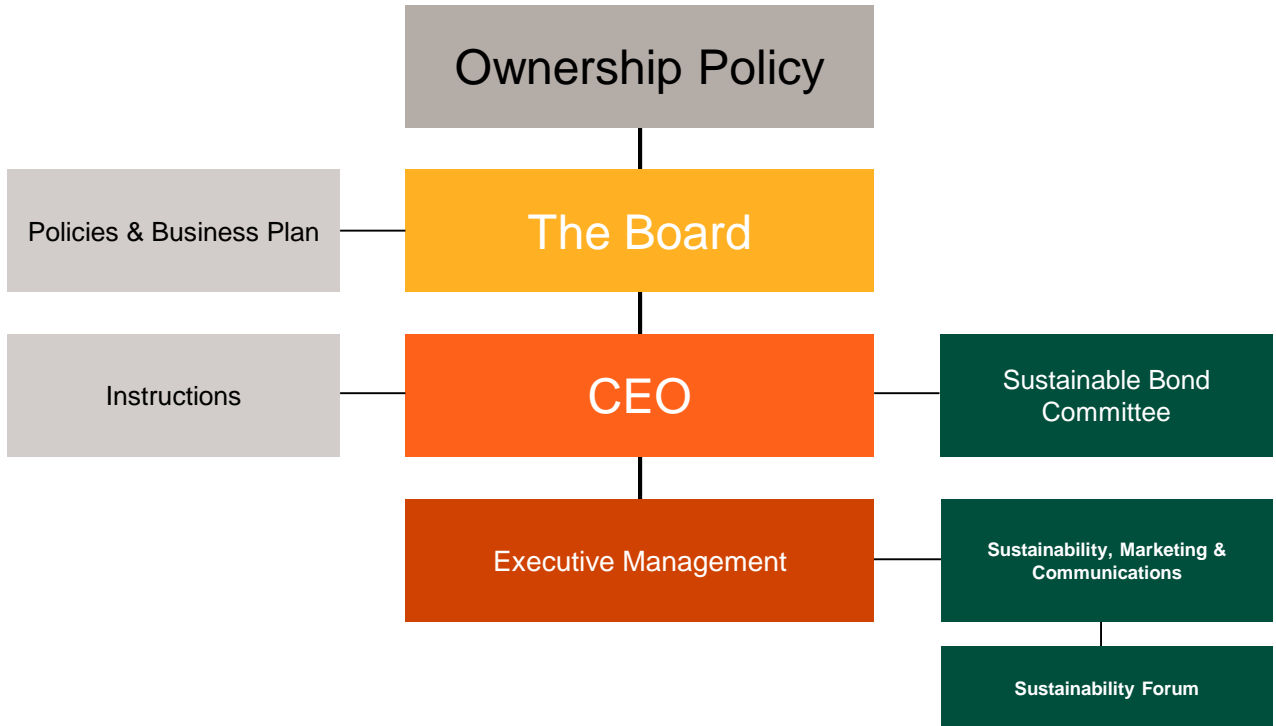 Ownership Policy
Policies & Business Plan
The Board
Instructions
CEO
Sustainable Bond
Committee
Executive Management
Sustainability, Marketing &
Communications
Sustainability Forum